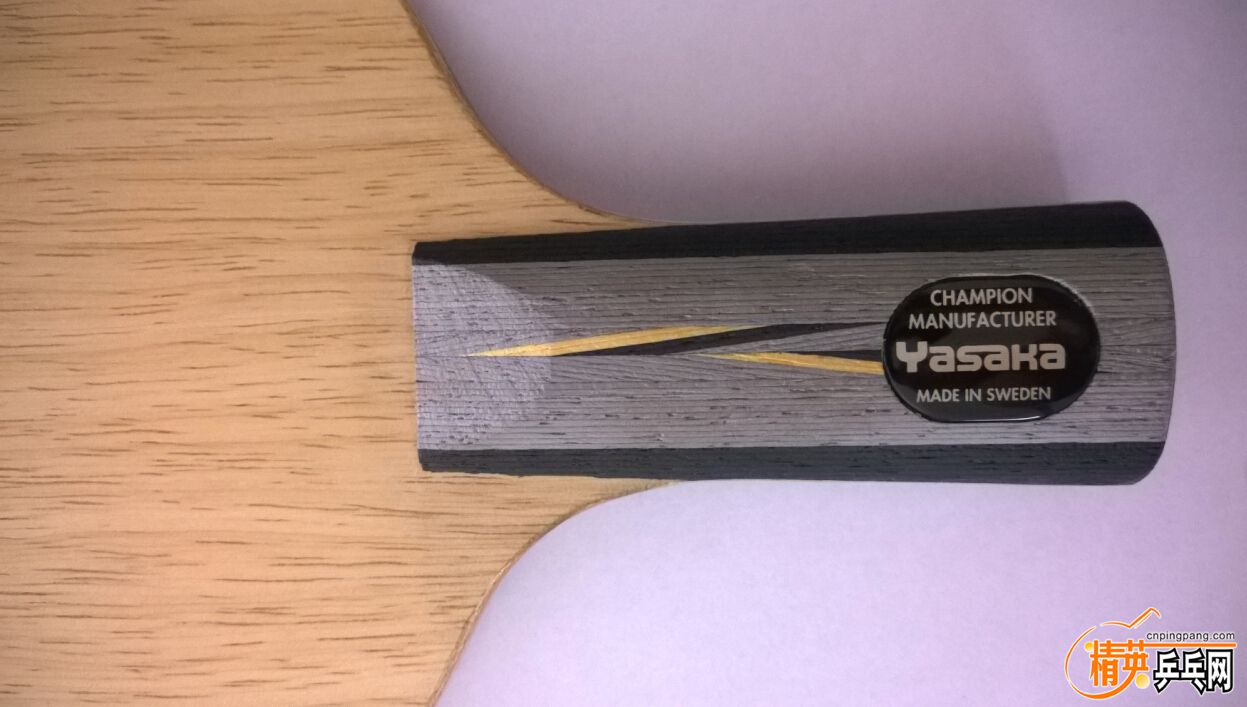 CHAMPION
MANUFACTURER
Yasaka
MADE IN SWEDEN
cnpingpang.com
精英乒乓网